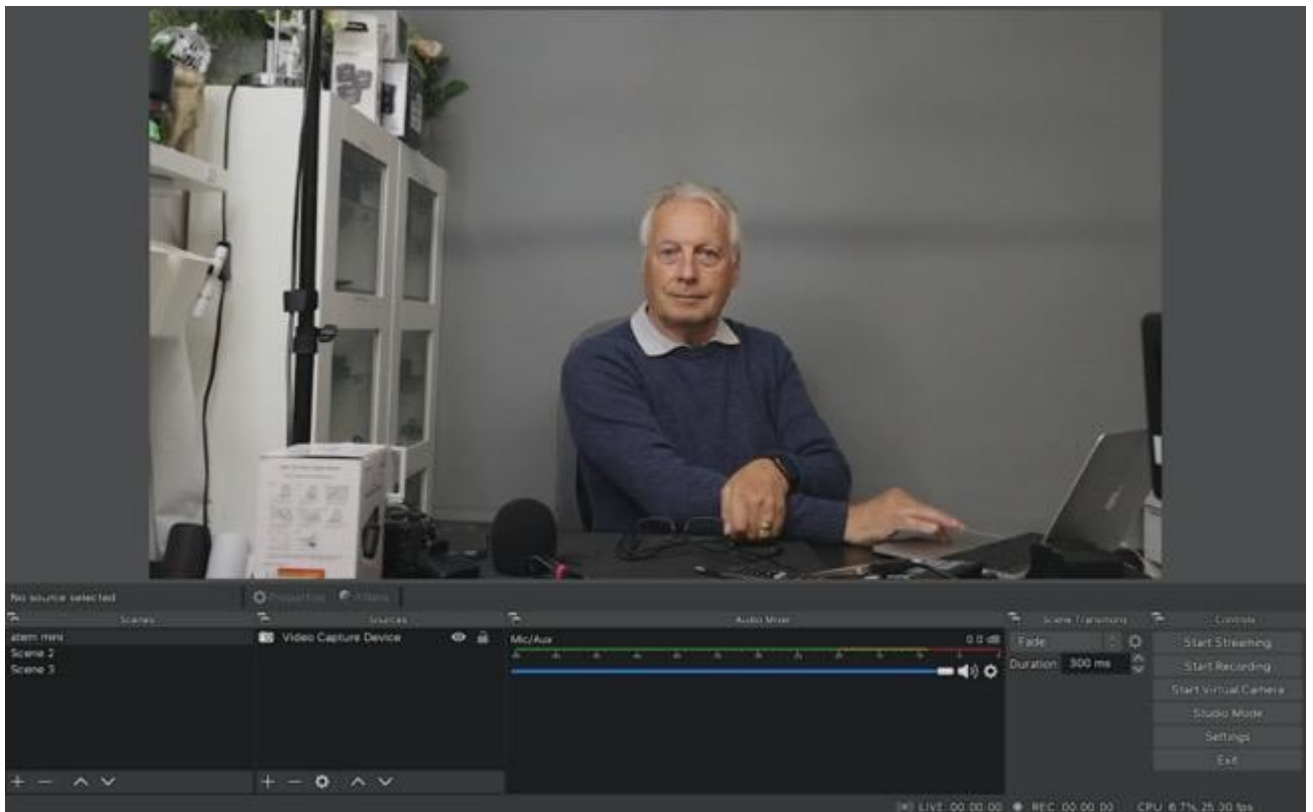 No source selected
Properties
Filters
Scenes
Sources
Audio Mixer
Scene Transitions
Controls
atem mini
Scene 2
Scene 3
Video Capture Device
Mic/Aux
0.0 dB
Fade
Duration
300 ms
Start Streaming
Start Recording
Start Virtual Camera
Studio Mode
Settings
Exit
LIVE: 00:00:00
REC: 00:00:00
CPU: 6.7%, 25.00 fps